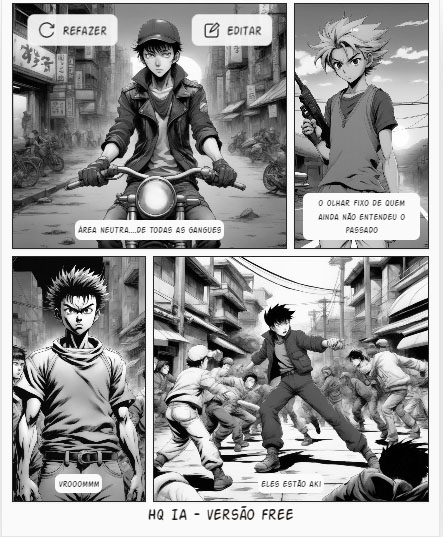 REFAZER
EDITAR
ÁREA NEUTRA...DE TODAS AS GANGUES
O OLHAR FIXO DE QUEM
AINDA NÃO ENTENDEU O
PASSADO
VROOOMMM
ELES ESTÃO AKI
HQ IA - VERSÃO FREE